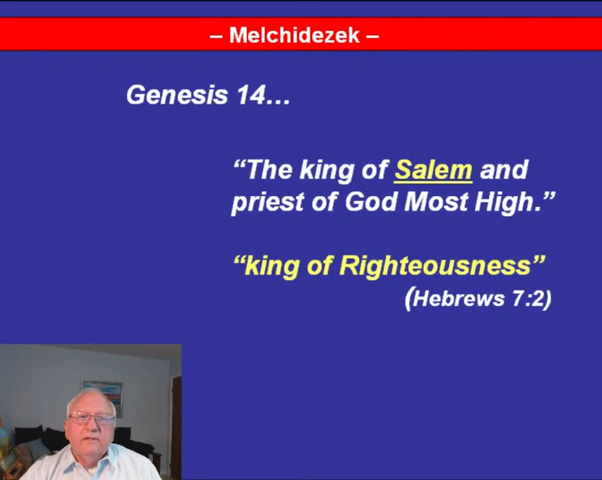 – Melchidezek –
Genesis 14…
“The king of Salem and
priest of God Most High.”
“king of Righteousness”
(Hebrews 7:2)